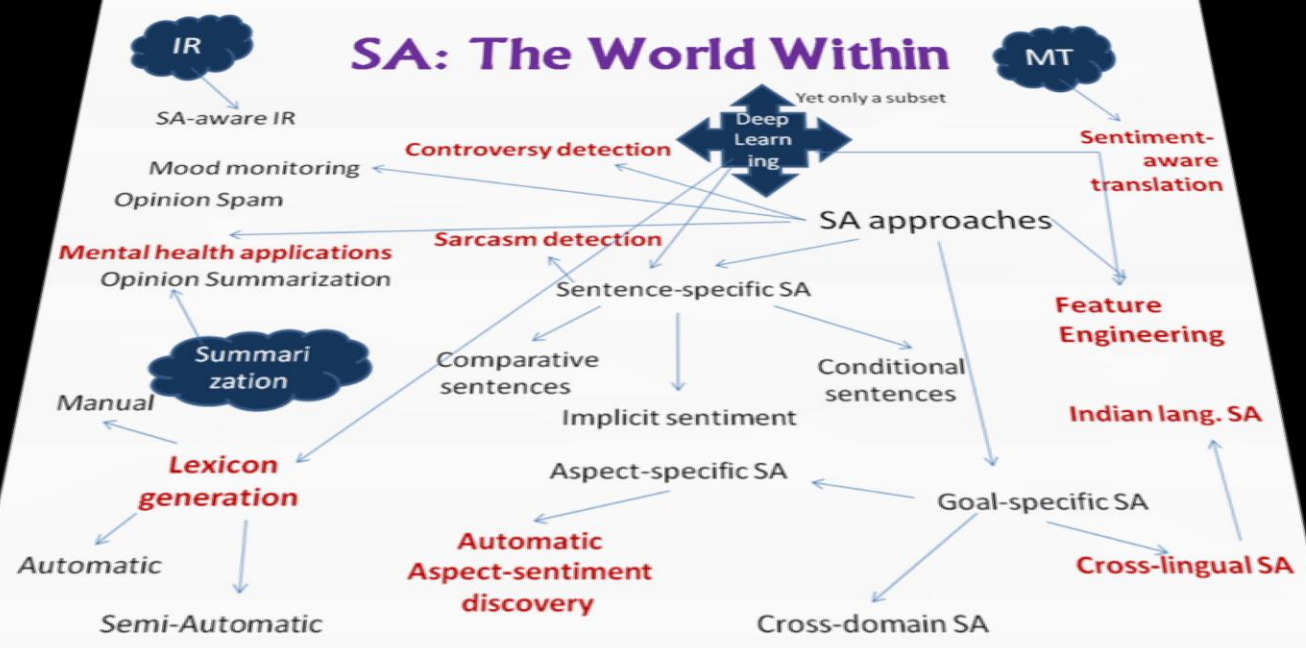 SA: The World Within
IR
MT
SA-aware IR
Yet only a subset
Deep
Learn
ing
Sentiment-
aware
translation
Controversy detection
Mood monitoring
Opinion Spam
SA approaches
Mental health applications
Sarcasm detection
Opinion Summarization
Sentence-specific SA
Feature
Engineering
Summari
zation
Comparative
sentences
Conditional
sentences
Manual
Implicit sentiment
Indian lang. SA
Lexicon
generation
Aspect-specific SA
Goal-specific SA
Automatic
Aspect-sentiment
discovery
Automatic
Cross-lingual SA
Semi-Automatic
Cross-domain SA